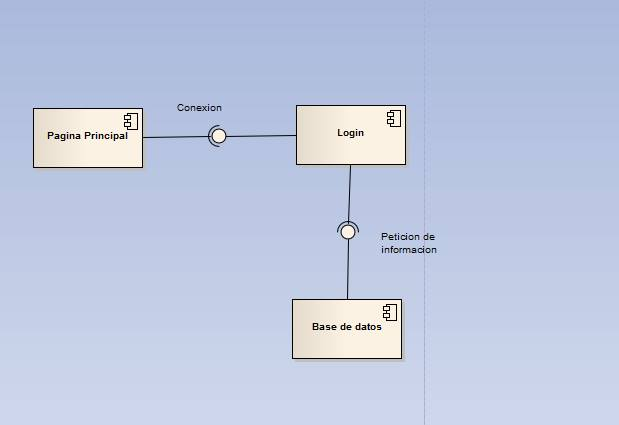 Conexion
Pagina Principal
Login
Peticion de
informacion
Base de datos